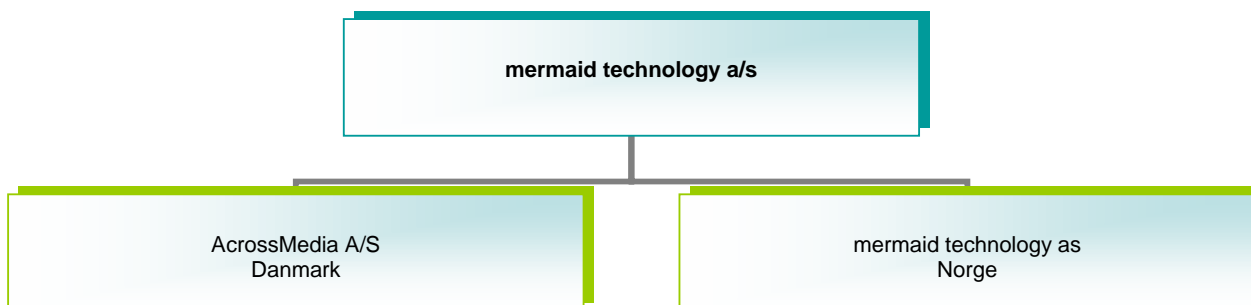 mermaid technology a/s
AcrossMedia A/S
Danmark
mermaid technology as
Norge